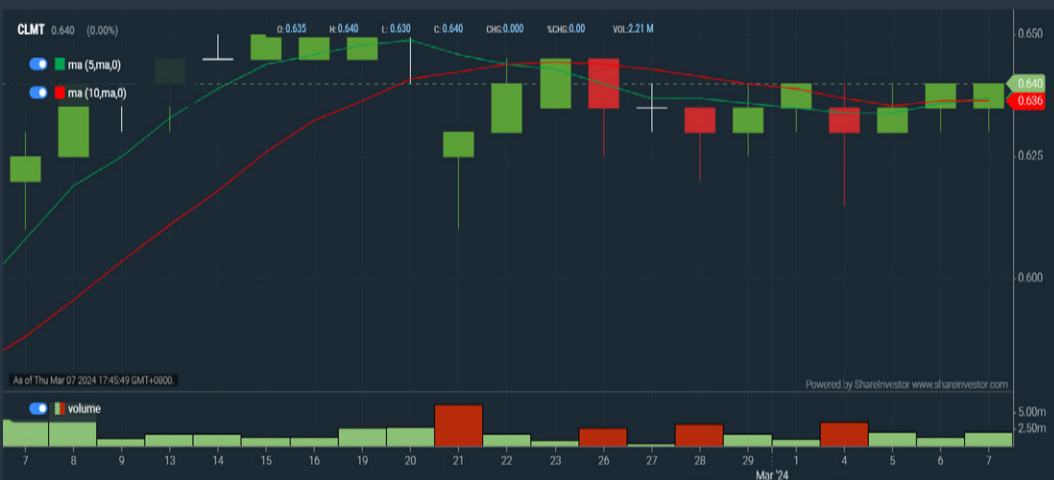 CLMT 0.640 (0.00%) O: 0.635 H: 0.640 L: 0.630 C: 0.640 CHG: 0.000 %CHG: 0.00 VOL: 2.21 M
ma (5,ma,0)
ma (10,ma,0)
0.650
0.640
0.636
0.625
0.600
As of Thu Mar 07 2024 17:45:49 GMT+0800.
Powered by ShareInvestor www.shareinvestor.com
volume
5.00m
2.50m
7 8 9 13 14 15 16 19 20 21 22 23 26 27 28 29 1 4 5 6 7
Mar '24